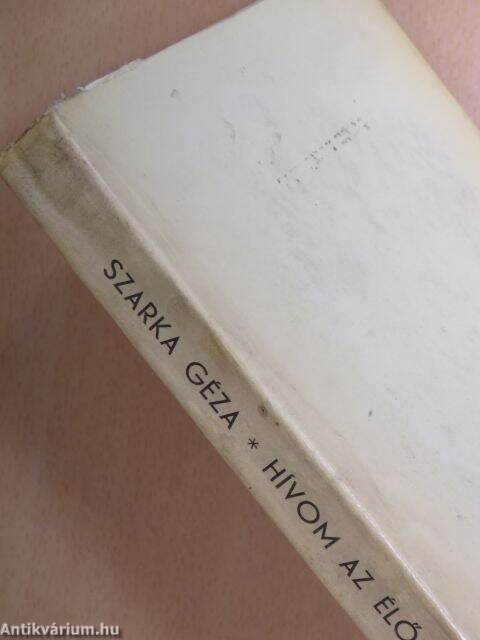 SZARKA GÉZA * HÍVOM AZ ÉLŐ
Antikvárium.hu